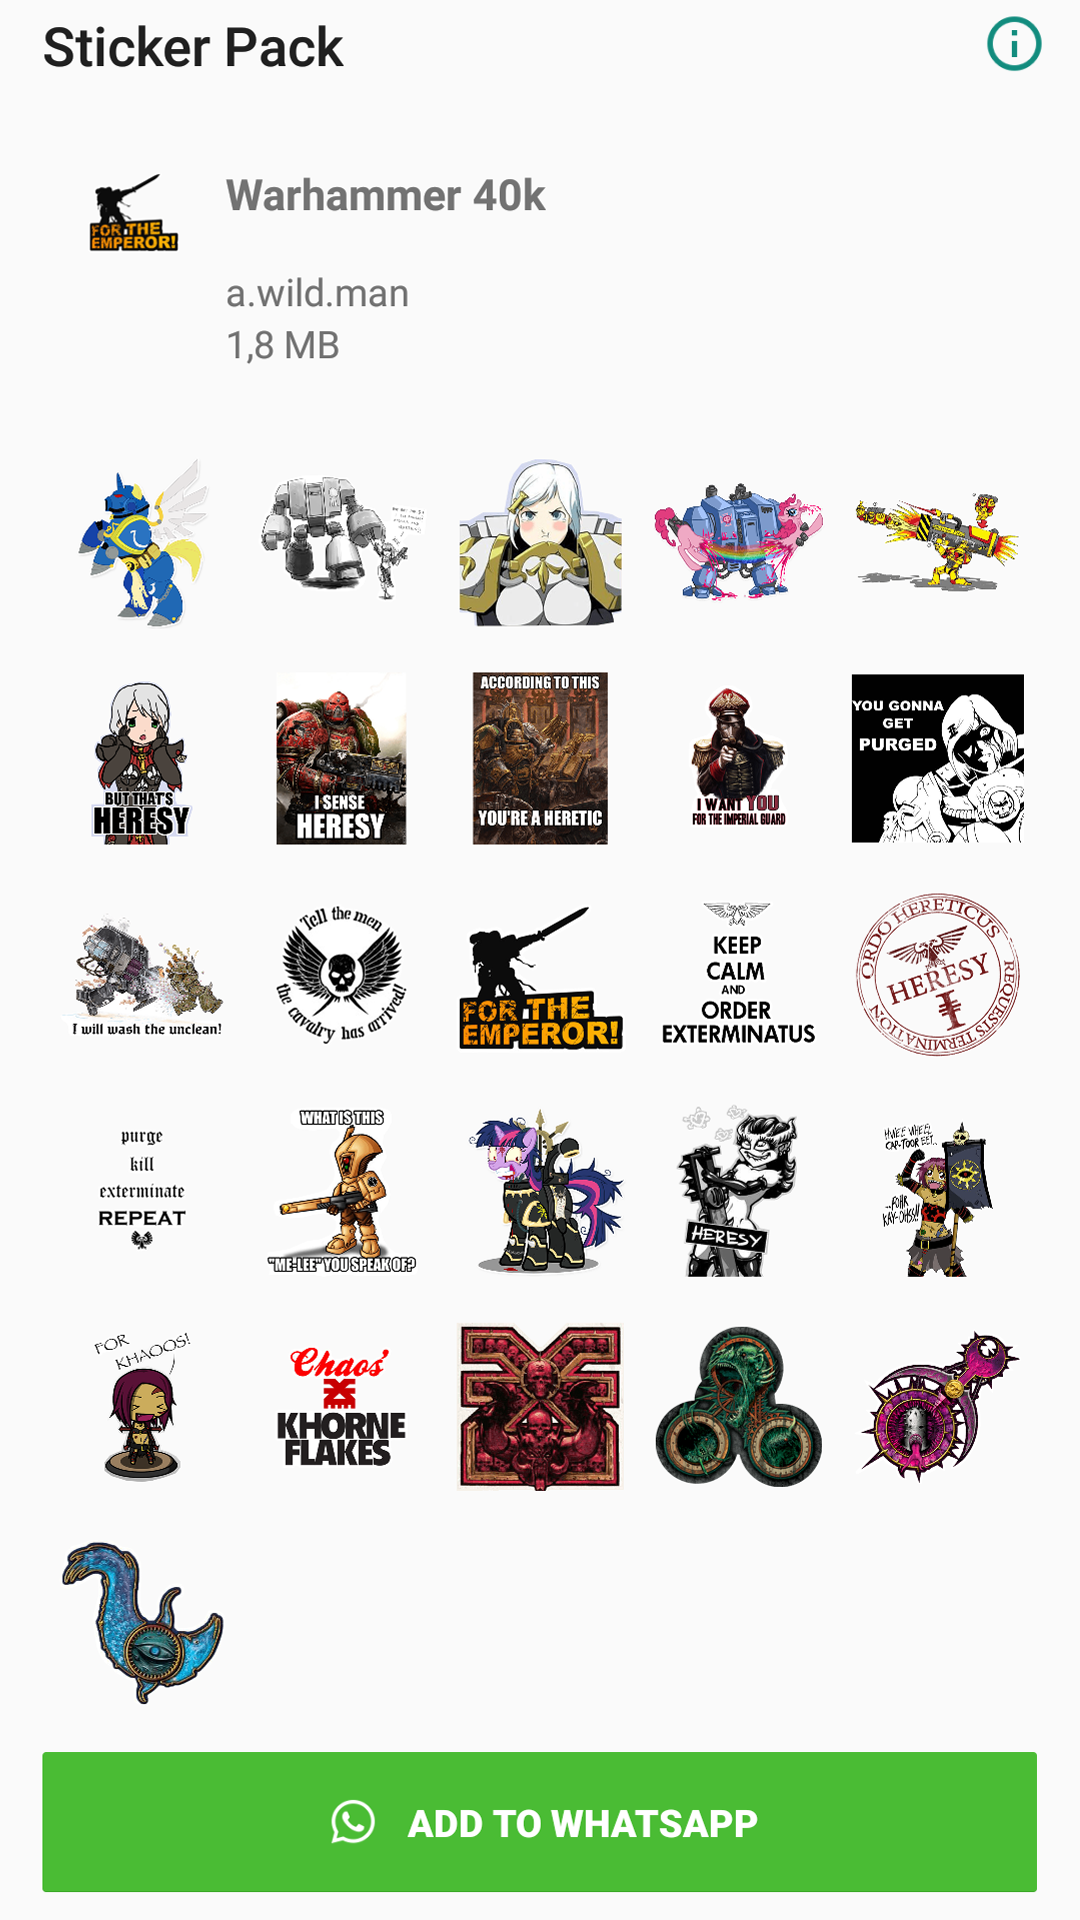 Sticker Pack
Warhammer 40k
FOR THE
EMPEROR!
a.wild.man
1,8 MB
BUT THAT'S
HERESY
I SENSE
HERESY
ACCORDING TO THIS
YOU'RE A HERETIC
I WANT YOU
FOR THE IMPERIAL GUARD
YOU GONNA
GET
PURGED
I will wash the unclean!
Tell the men
the cavalry has arrived!
FOR THE
EMPEROR!
KEEP
CALM
AND
ORDER
EXTERMINATUS
ORDO HERETICUS
HERESY
REQUESTS TERMINATION
purge
kill
exterminate
REPEAT
WHAT IS THIS
"ME-LEE" YOU SPEAK OF?
HERESY
FOR
KHAOOS!
Chaos'
KHORNE
FLAKES
ADD TO WHATSAPP